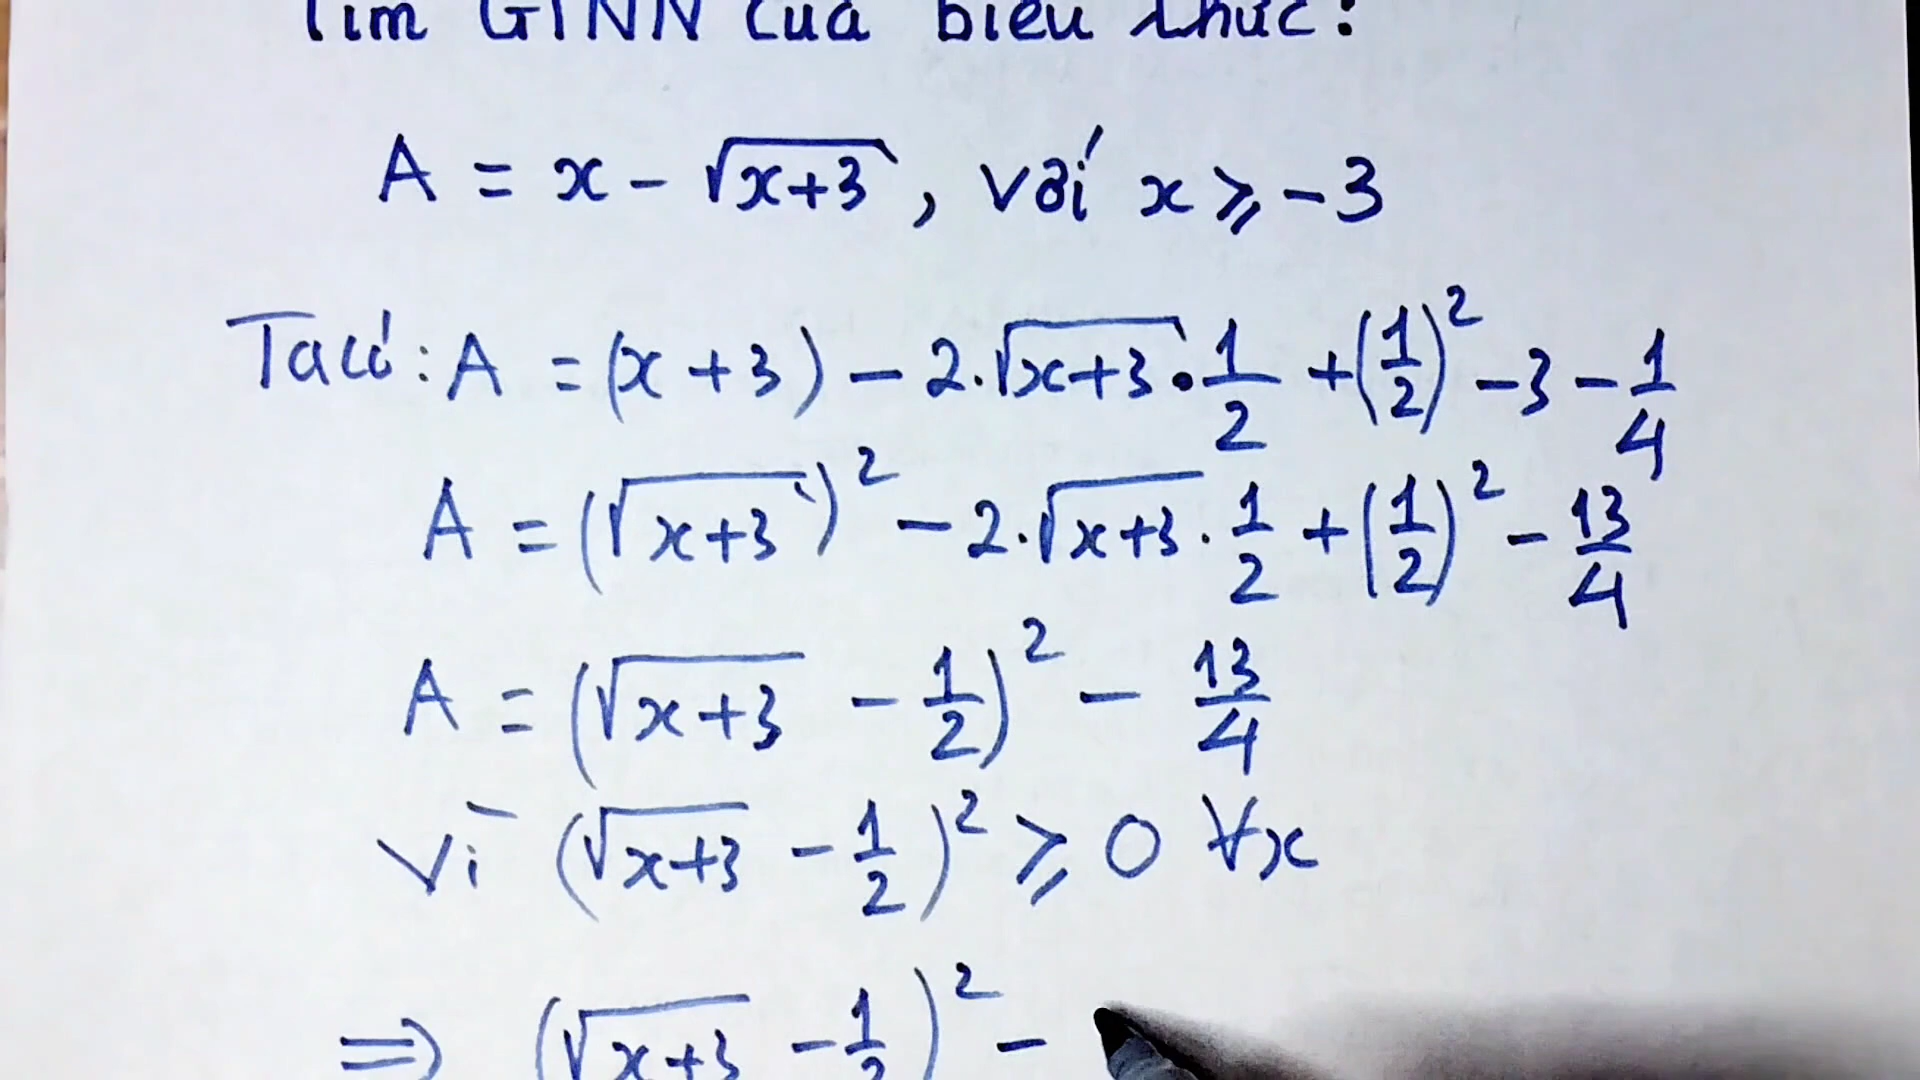 Tìm GTNN của biểu thức:
A = x - √(x+3), với x ≥ -3
Ta có: A = (x + 3) - 2.√(x+3) . 1/2 + (1/2)² - 3 - 1/4
A = (√(x+3))² - 2.√(x+3) . 1/2 + (1/2)² - 13/4
A = (√(x+3) - 1/2)² - 13/4
Vì (√(x+3) - 1/2)² ≥ 0 ∀x
⇒ (√(x+3) - 1/2)² -